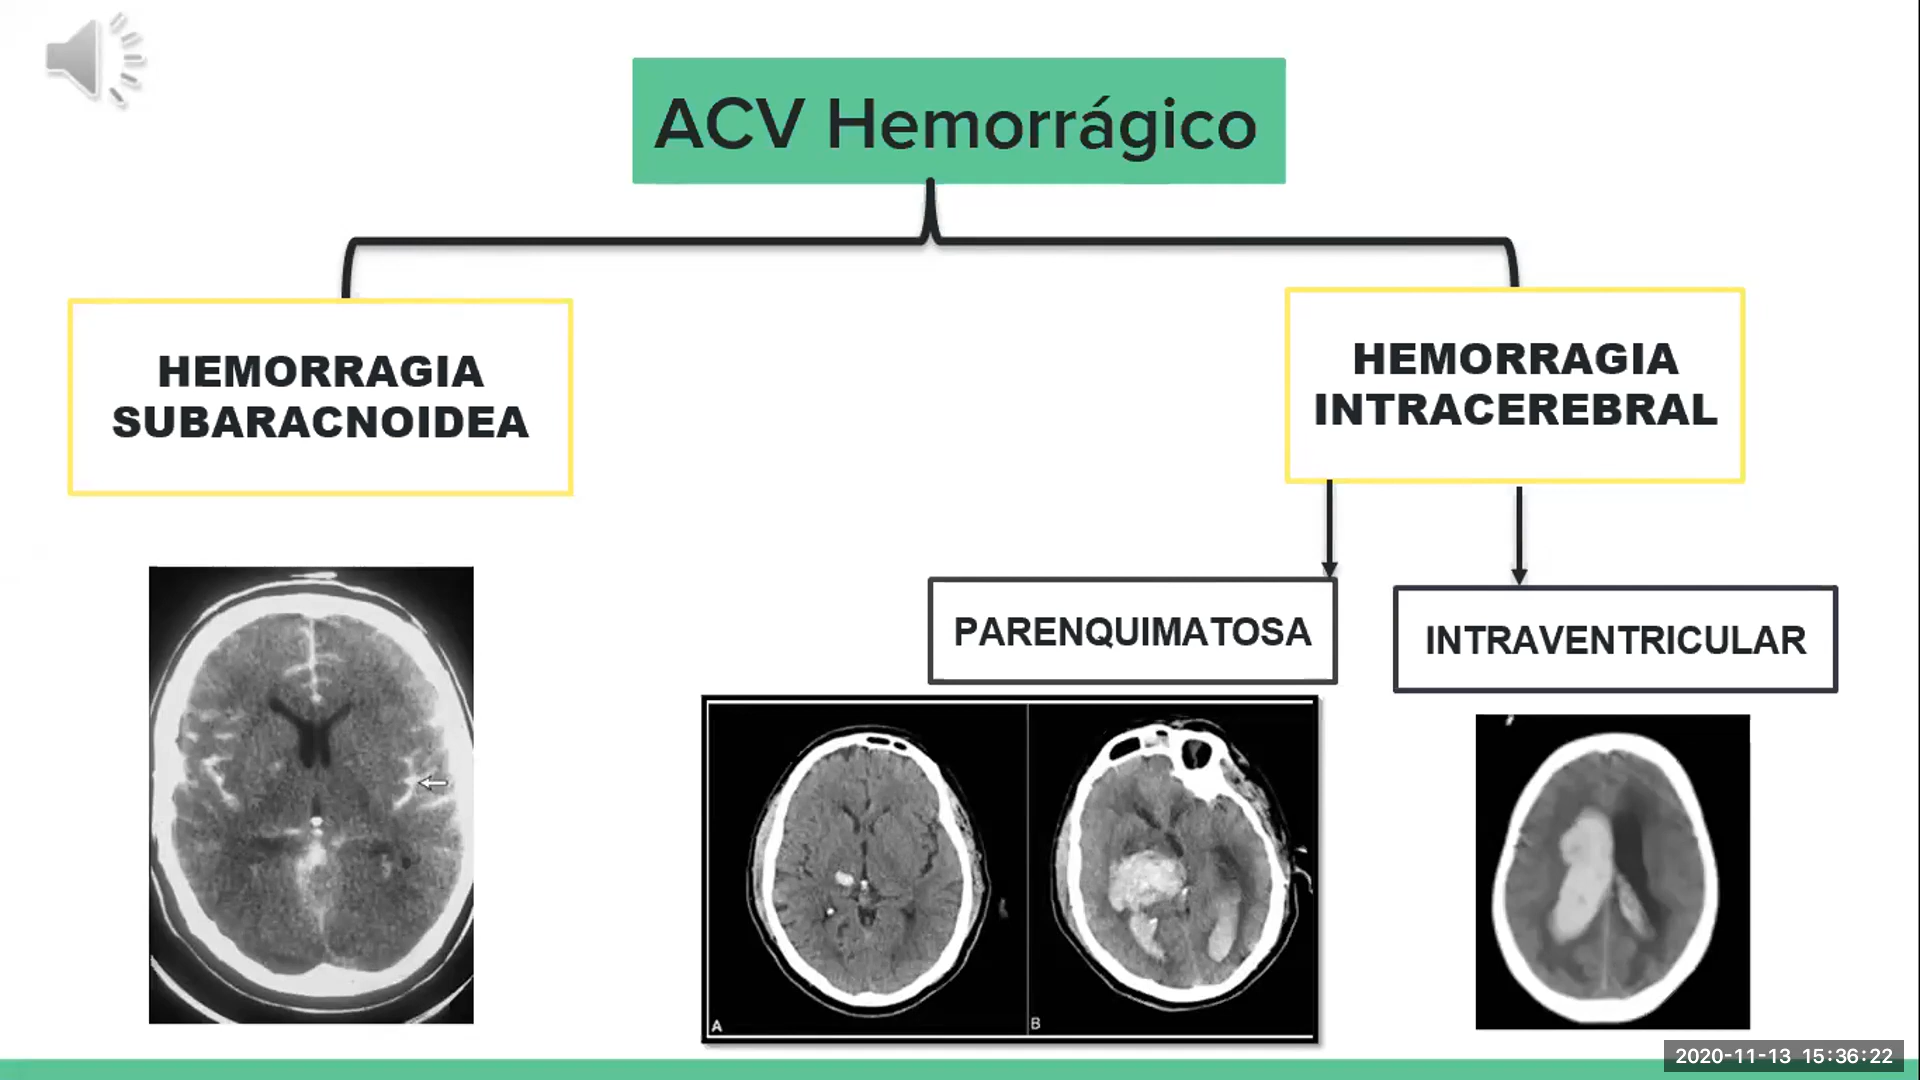 ACV Hemorrágico
HEMORRAGIA
SUBARACNOIDEA
HEMORRAGIA
INTRACEREBRAL
PARENQUIMATOSA
INTRAVENTRICULAR
A
B
2020-11-13 15:36:22